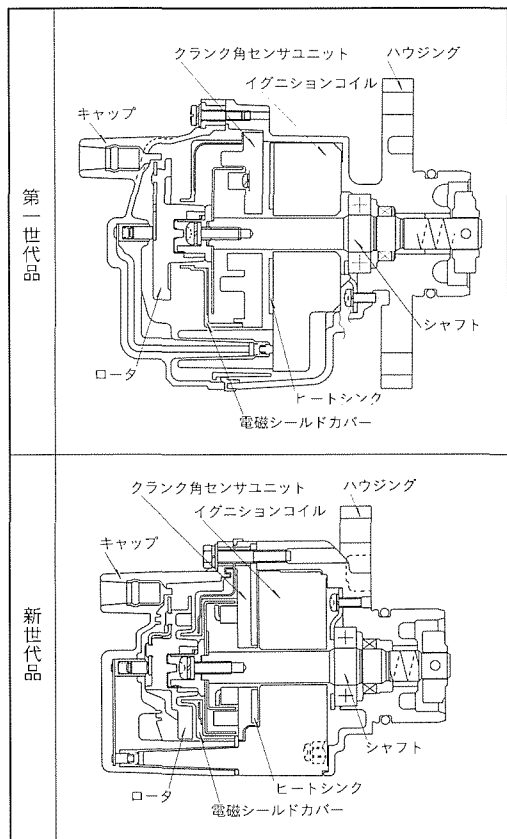 第一世代品
クランク角センサユニット
ハウジング
イグニションコイル
キャップ
シャフト
ロータ
ヒートシンク
電磁シールドカバー
新世代品
クランク角センサユニット
ハウジング
イグニションコイル
キャップ
シャフト
ヒートシンク
ロータ
電磁シールドカバー